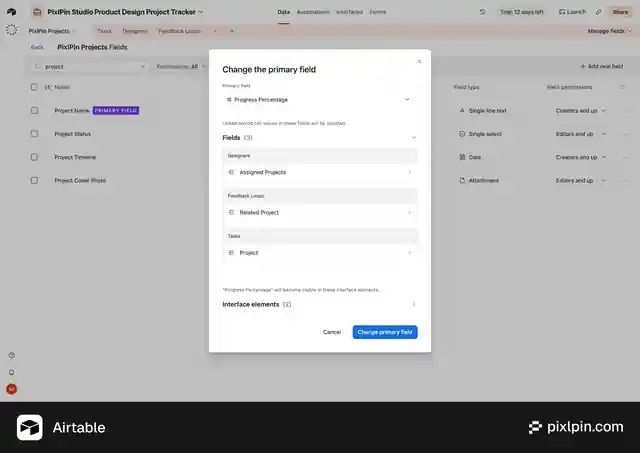 PixlPin Studio Product Design Project Tracker
Data
Automations
Interfaces
Forms
Trial: 12 days left
Launch
Share
PixlPin Projects
Tasks
Designers
Feedback Loops
Manage fields
Back
PixlPin Projects Fields
project
Permissions: All
Add new field
(4) Name
Field type
Field permissions
Project Name PRIMARY FIELD
Single line text
Creators and up
Project Status
Single select
Editors and up
Project Timeline
Date
Creators and up
Project Cover Photo
Attachment
Editors and up
Change the primary field
Primary field
Progress Percentage
Linked record cell values in these fields will be updated.
Fields (3)
Designers
Assigned Projects
Feedback Loops
Related Project
Tasks
Project
"Progress Percentage" will become visible in these interface elements.
Interface elements (2)
Cancel
Change primary field
Airtable
pixlpin.com